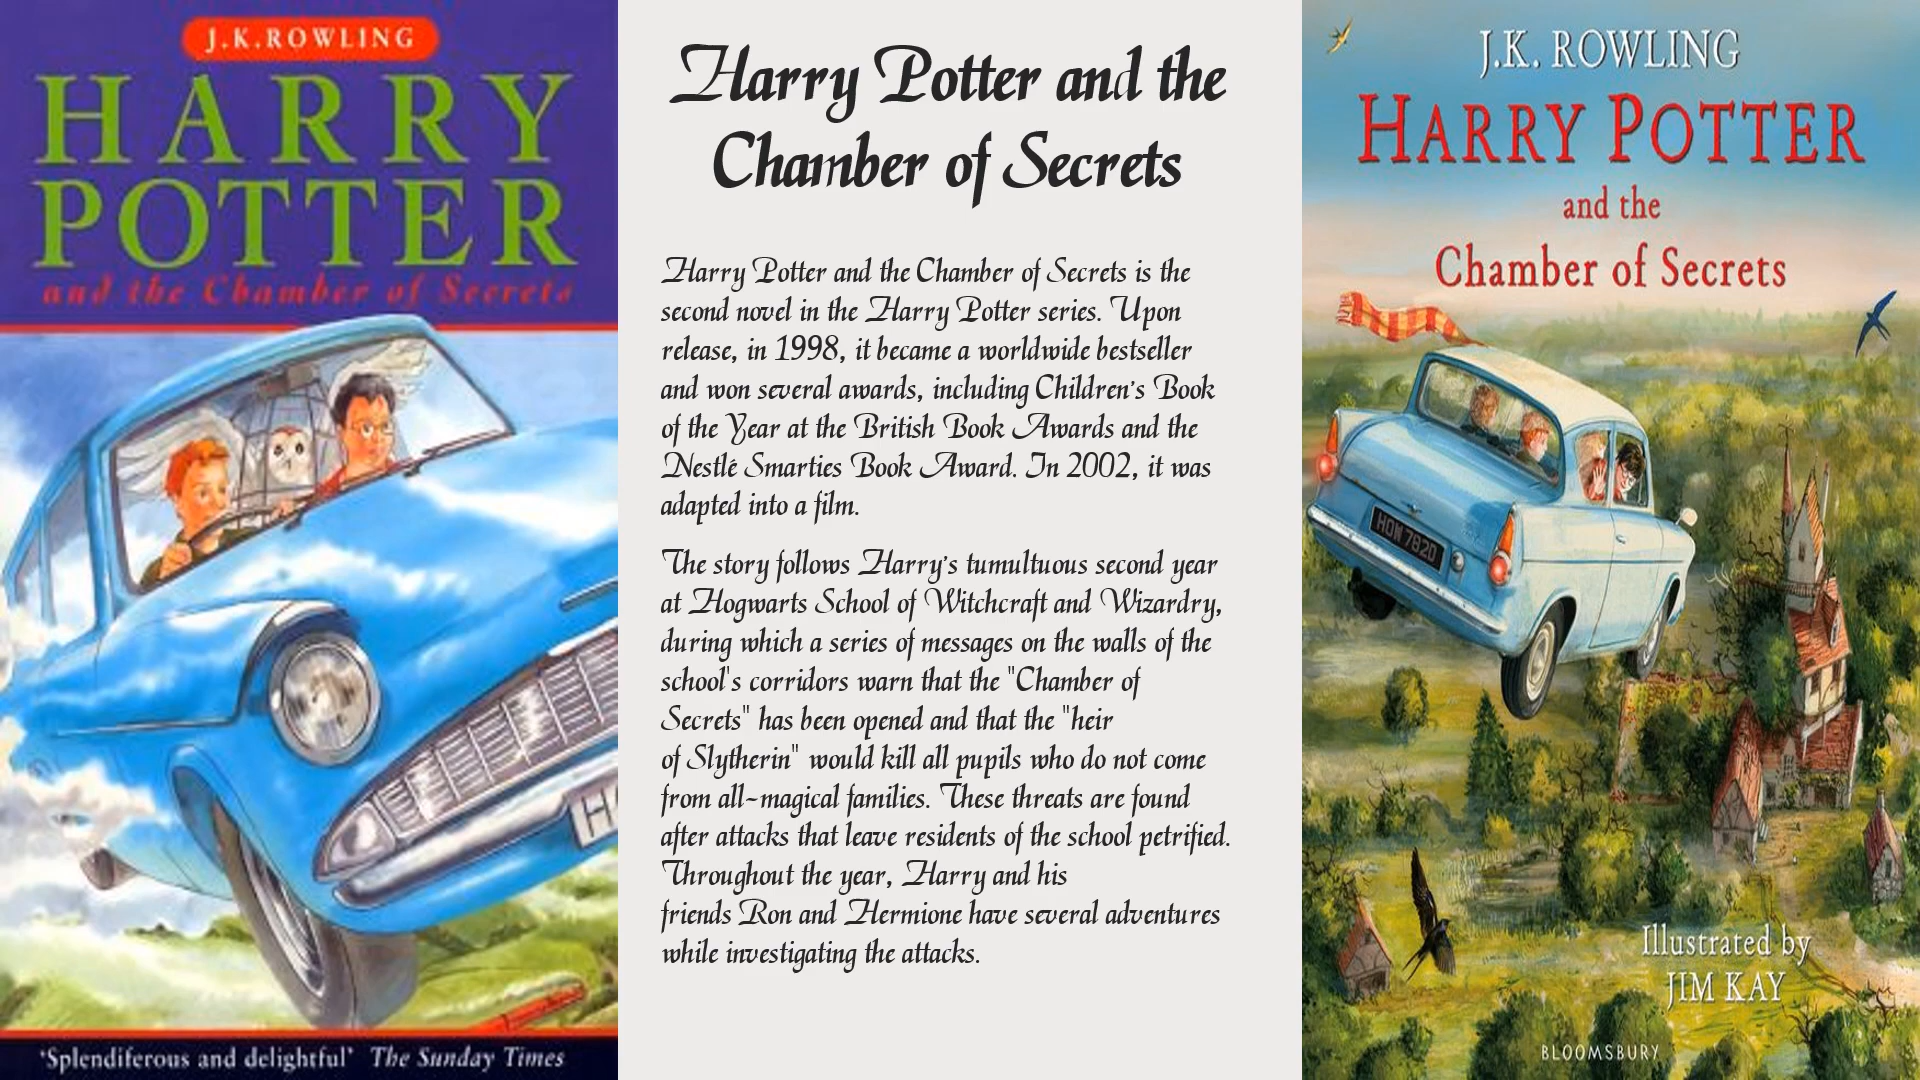 J.K.ROWLING
HARRY
POTTER
and the Chamber of Secrets
H
'Splendiferous and delightful' The Sunday Times
Harry Potter and the
Chamber of Secrets
Harry Potter and the Chamber of Secrets is the
second novel in the Harry Potter series. Upon
release, in 1998, it became a worldwide bestseller
and won several awards, including Children's Book
of the Year at the British Book Awards and the
Nestlé Smarties Book Award. In 2002, it was
adapted into a film.
The story follows Harry's tumultuous second year
at Hogwarts School of Witchcraft and Wizardry,
during which a series of messages on the walls of the
school's corridors warn that the "Chamber of
Secrets" has been opened and that the "heir
of Slytherin" would kill all pupils who do not come
from all-magical families. These threats are found
after attacks that leave residents of the school petrified.
Throughout the year, Harry and his
friends Ron and Hermione have several adventures
while investigating the attacks.
J.K. ROWLING
HARRY POTTER
and the
Chamber of Secrets
HOW 782D
Illustrated by
JIM KAY
BLOOMSBURY